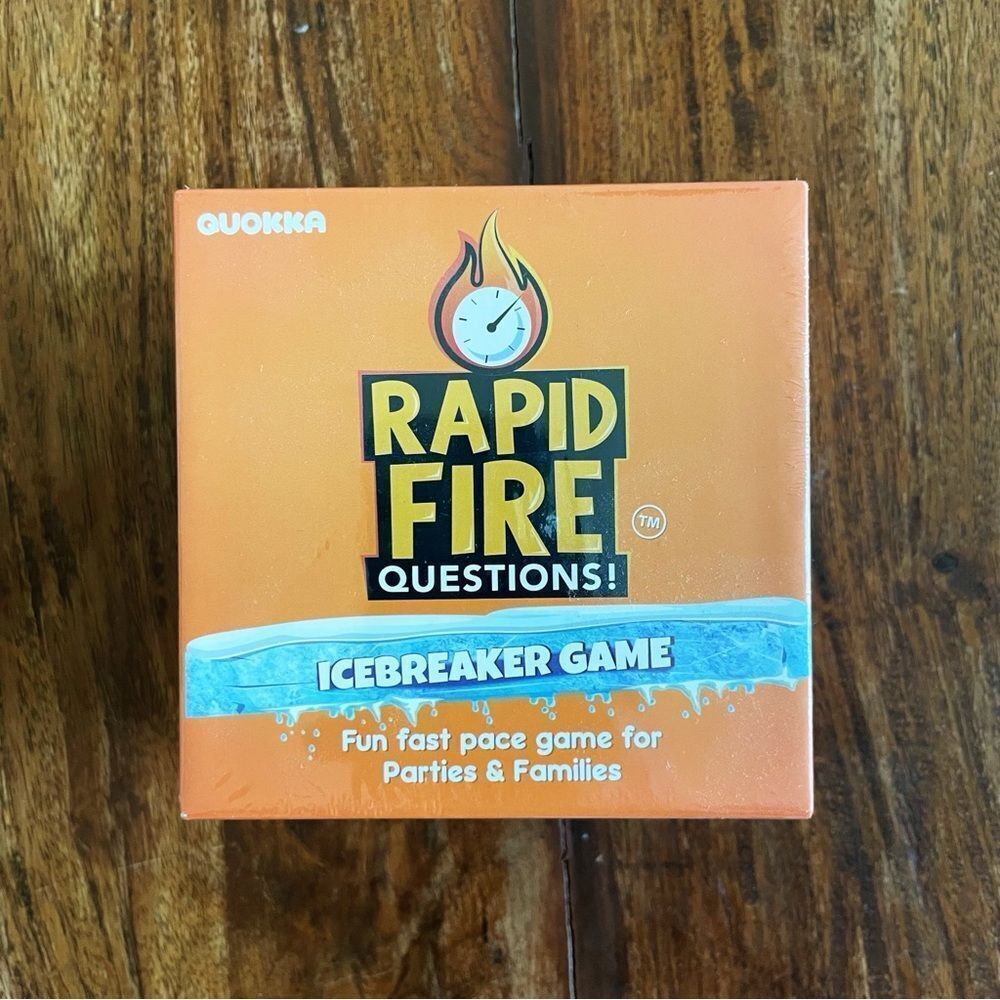 QUOKKA
RAPID
FIRE
QUESTIONS!
TM
ICEBREAKER GAME
Fun fast pace game for
Parties & Families